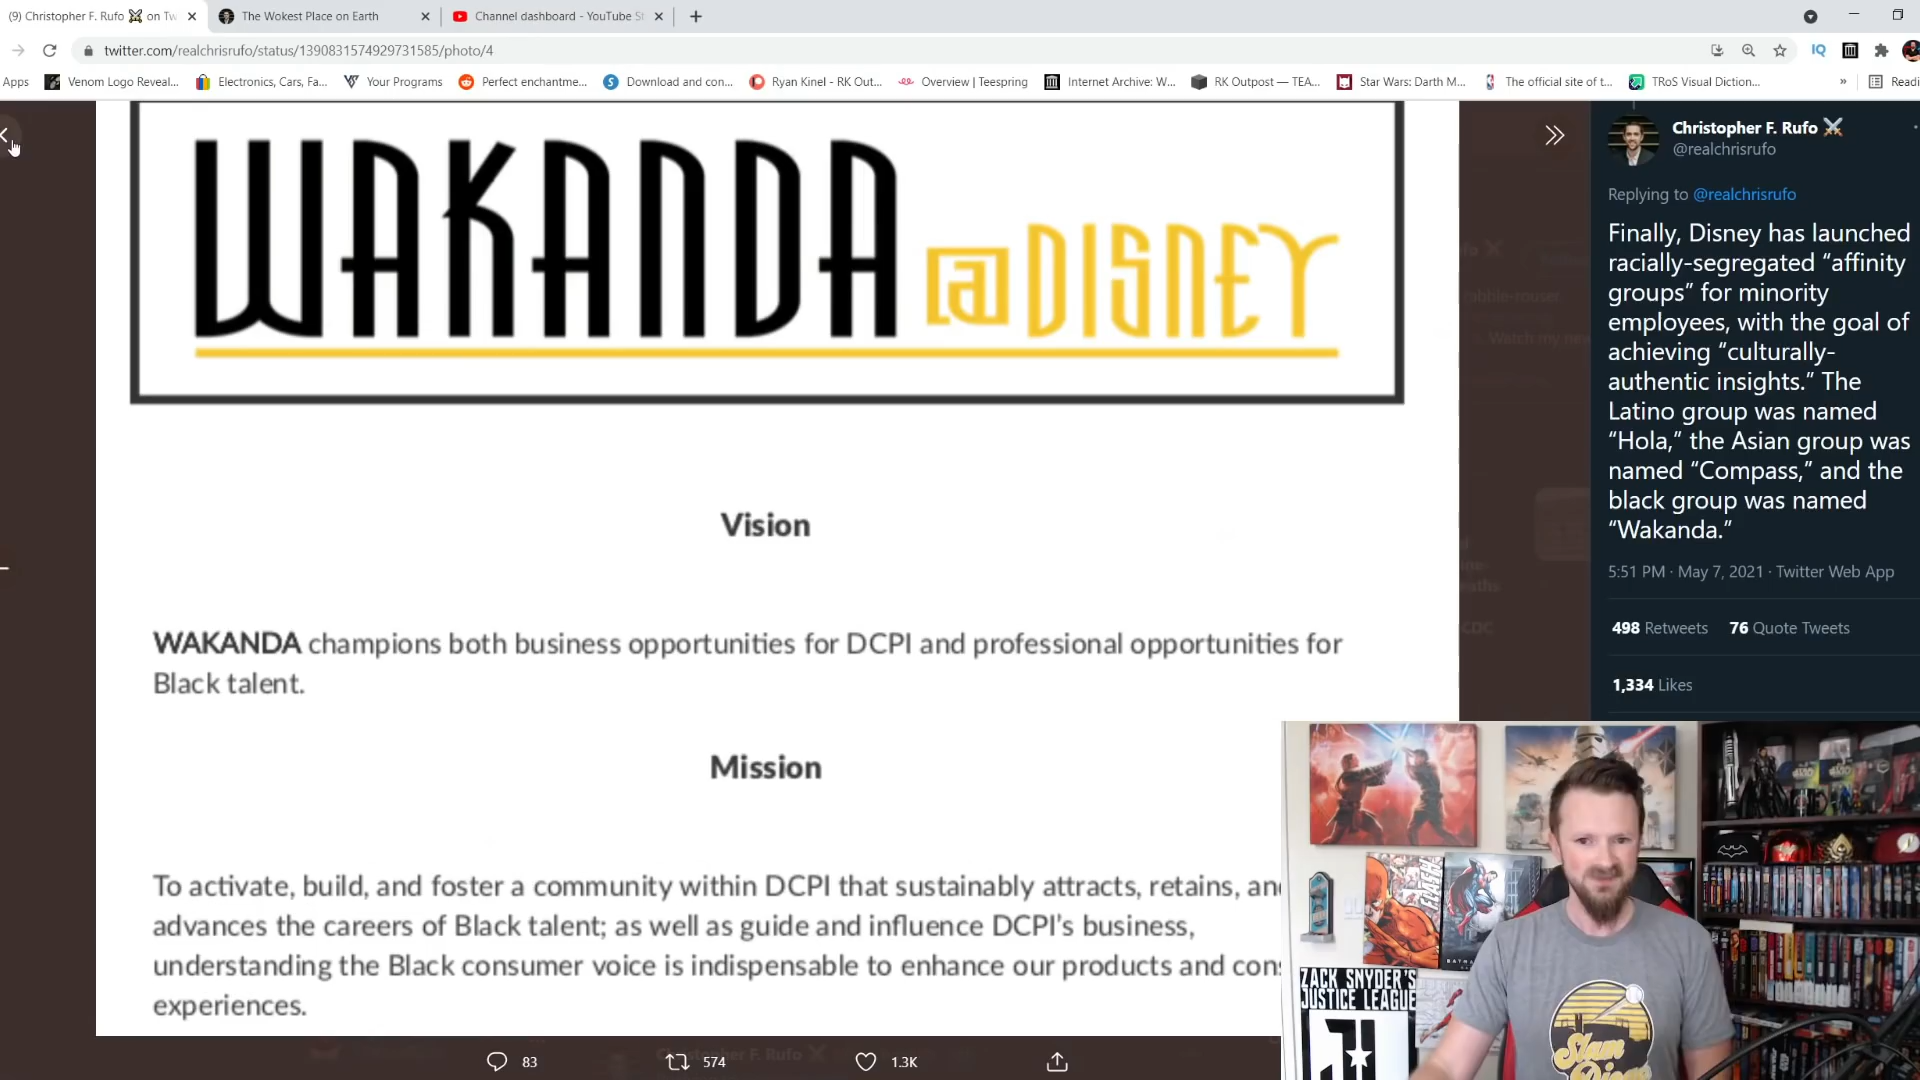 (9) Christopher F. Rufo ⚔ on Tw
The Wokest Place on Earth
Channel dashboard - YouTube St
twitter.com/realchrisrufo/status/1390831574929731585/photo/4
IQ
Apps
Venom Logo Reveal...
Electronics, Cars, Fa...
Your Programs
Perfect enchantme...
Download and con...
Ryan Kinel - RK Out...
Overview | Teespring
Internet Archive: W...
RK Outpost — TEA...
Star Wars: Darth M...
The official site of t...
TRoS Visual Diction...
»
Readi
WAKANDA @DISNEY
Vision
WAKANDA champions both business opportunities for DCPI and professional opportunities for
Black talent.
Mission
To activate, build, and foster a community within DCPI that sustainably attracts, retains, and
advances the careers of Black talent; as well as guide and influence DCPI's business,
understanding the Black consumer voice is indispensable to enhance our products and cons
experiences.
83
574
1.3K
Christopher F. Rufo ⚔
@realchrisrufo
Replying to @realchrisrufo
Finally, Disney has launched
racially-segregated “affinity
groups” for minority
employees, with the goal of
achieving “culturally-
authentic insights.” The
Latino group was named
“Hola,” the Asian group was
named “Compass,” and the
black group was named
“Wakanda.”
5:51 PM · May 7, 2021 · Twitter Web App
498 Retweets 76 Quote Tweets
1,334 Likes
ZACK SNYDER'S
JUSTICE LEAGUE
Slam
Diego